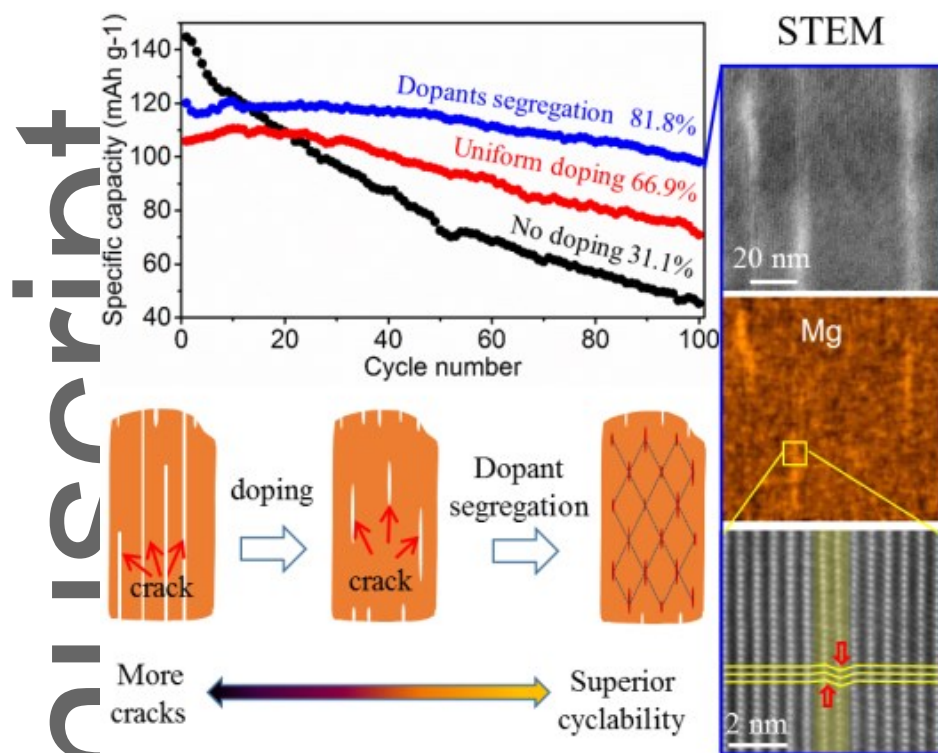 STEM
140
120
100
80
60
40
Specific capacity (mAh g-1)
Dopants segregation 81.8%
Uniform doping 66.9%
No doping 31.1%
0
20
40
60
80
100
Cycle number
20 nm
Mg
2 nm
doping
Dopant
segregation
crack
crack
More
cracks
Superior
cyclability